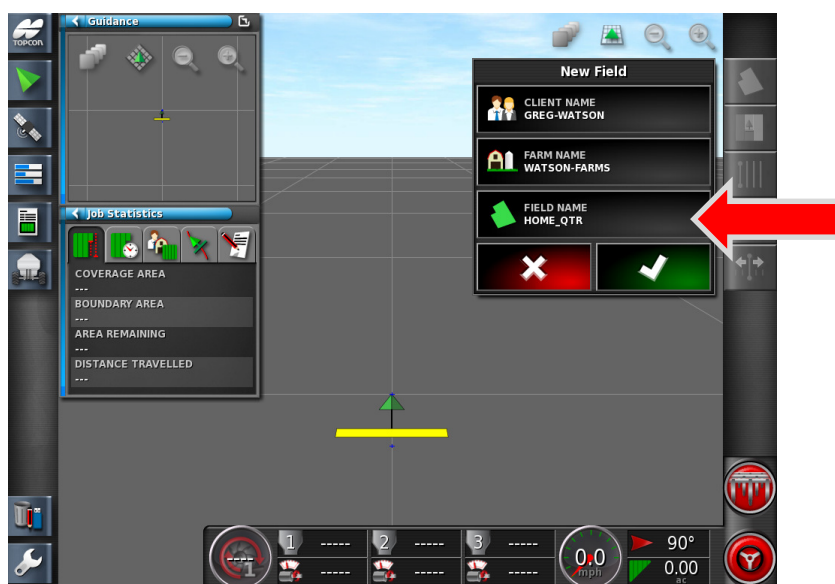 TOPCON
Guidance
Job Statistics
COVERAGE AREA
---
BOUNDARY AREA
---
AREA REMAINING
---
DISTANCE TRAVELLED
---
New Field
CLIENT NAME
GREG-WATSON
FARM NAME
WATSON-FARMS
FIELD NAME
HOME_QTR
----
1
1 -----
-----
2 -----
-----
3 -----
-----
0.0
mph
90°
0.00
ac